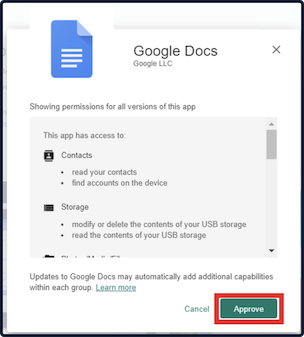 Google Docs
Google LLC
Showing permissions for all versions of this app
This app has access to:
Contacts
• read your contacts
• find accounts on the device
Storage
• modify or delete the contents of your USB storage
• read the contents of your USB storage
Updates to Google Docs may automatically add additional capabilities
within each group. Learn more
Cancel
Approve